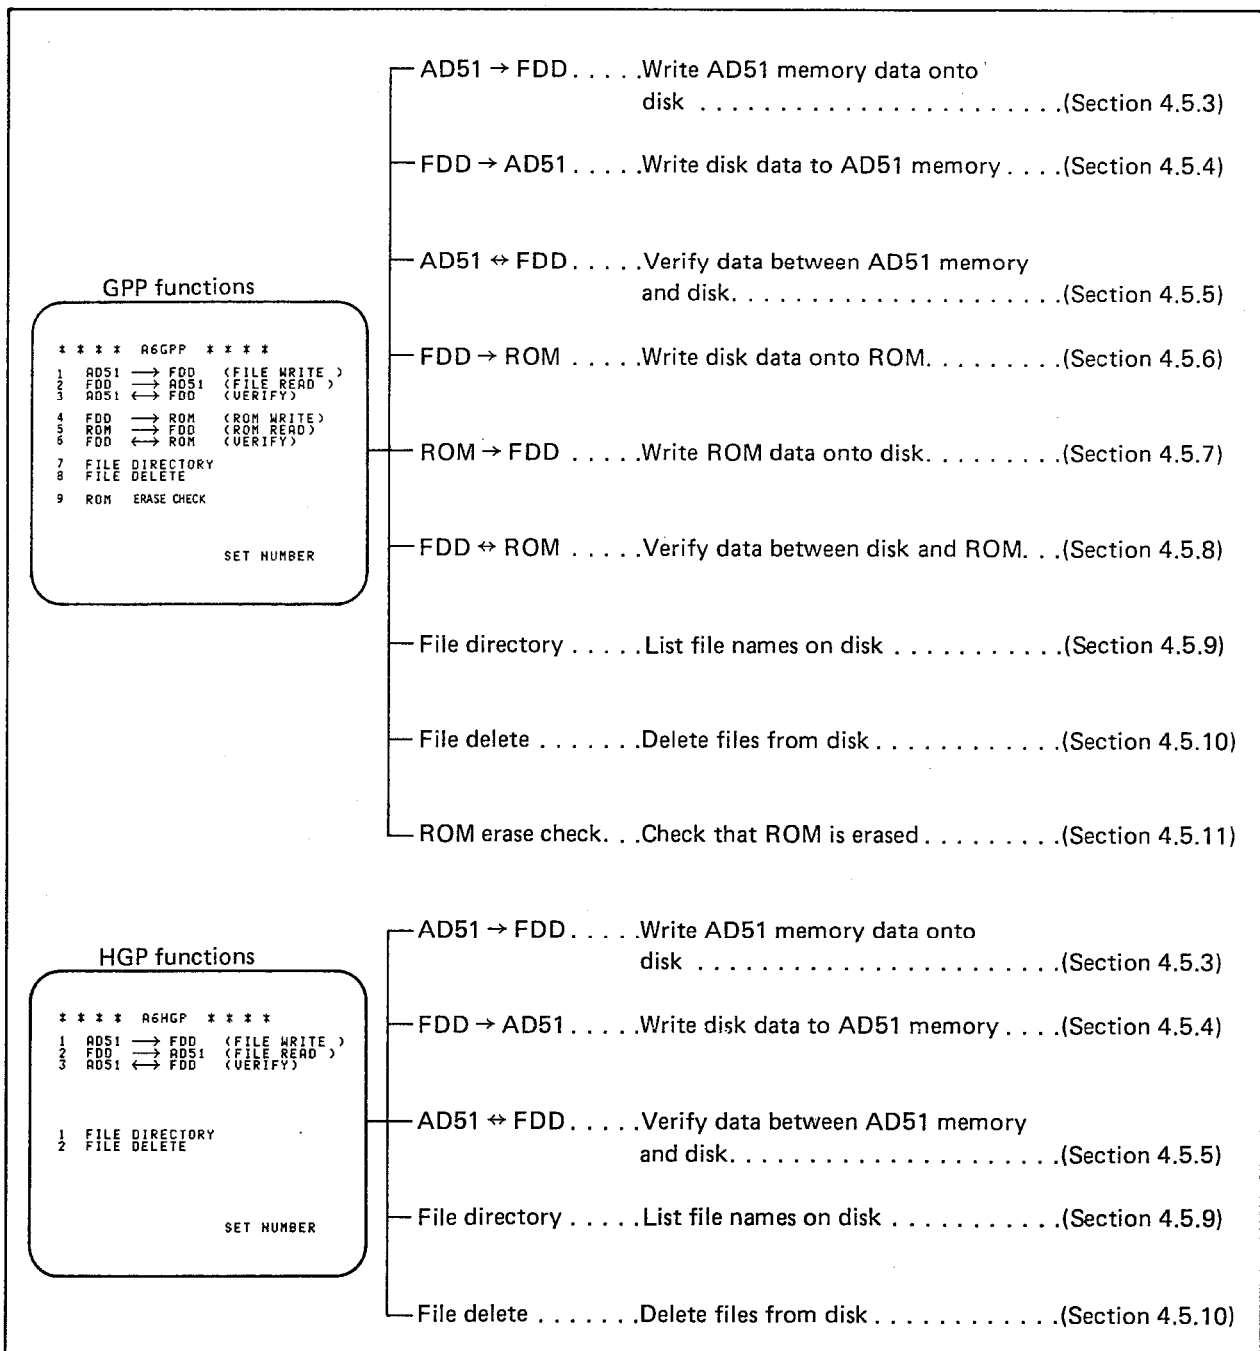 AD51 → FDD. . . . .Write AD51 memory data onto
disk . . . . . . . . . . . . . . . . . . . . . . . .(Section 4.5.3)
FDD → AD51. . . . .Write disk data to AD51 memory . . . .(Section 4.5.4)
AD51 ↔ FDD. . . . .Verify data between AD51 memory
and disk. . . . . . . . . . . . . . . . . . . . . .(Section 4.5.5)
FDD → ROM . . . . .Write disk data onto ROM. . . . . . . . .(Section 4.5.6)
ROM → FDD . . . . .Write ROM data onto disk. . . . . . . . .(Section 4.5.7)
FDD ↔ ROM . . . . .Verify data between disk and ROM. . .(Section 4.5.8)
File directory . . . . .List file names on disk . . . . . . . . . . .(Section 4.5.9)
File delete . . . . . . .Delete files from disk . . . . . . . . . . . .(Section 4.5.10)
ROM erase check. . .Check that ROM is erased . . . . . . . . .(Section 4.5.11)
GPP functions
* * * * A6GPP * * * *
1 AD51 → FDD (FILE WRITE )
2 FDD → AD51 (FILE READ )
3 AD51 ↔ FDD (VERIFY)
4 FDD → ROM (ROM WRITE)
5 ROM → FDD (ROM READ)
6 FDD ↔ ROM (VERIFY)
7 FILE DIRECTORY
8 FILE DELETE
9 ROM ERASE CHECK
SET NUMBER
AD51 → FDD. . . . .Write AD51 memory data onto
disk . . . . . . . . . . . . . . . . . . . . . . . .(Section 4.5.3)
FDD → AD51. . . . .Write disk data to AD51 memory . . . .(Section 4.5.4)
AD51 ↔ FDD. . . . .Verify data between AD51 memory
and disk. . . . . . . . . . . . . . . . . . . . . .(Section 4.5.5)
File directory . . . . .List file names on disk . . . . . . . . . . .(Section 4.5.9)
File delete . . . . . . .Delete files from disk . . . . . . . . . . . .(Section 4.5.10)
HGP functions
* * * * A6HGP * * * *
1 AD51 → FDD (FILE WRITE )
2 FDD → AD51 (FILE READ )
3 AD51 ↔ FDD (VERIFY)
1 FILE DIRECTORY
2 FILE DELETE
SET NUMBER